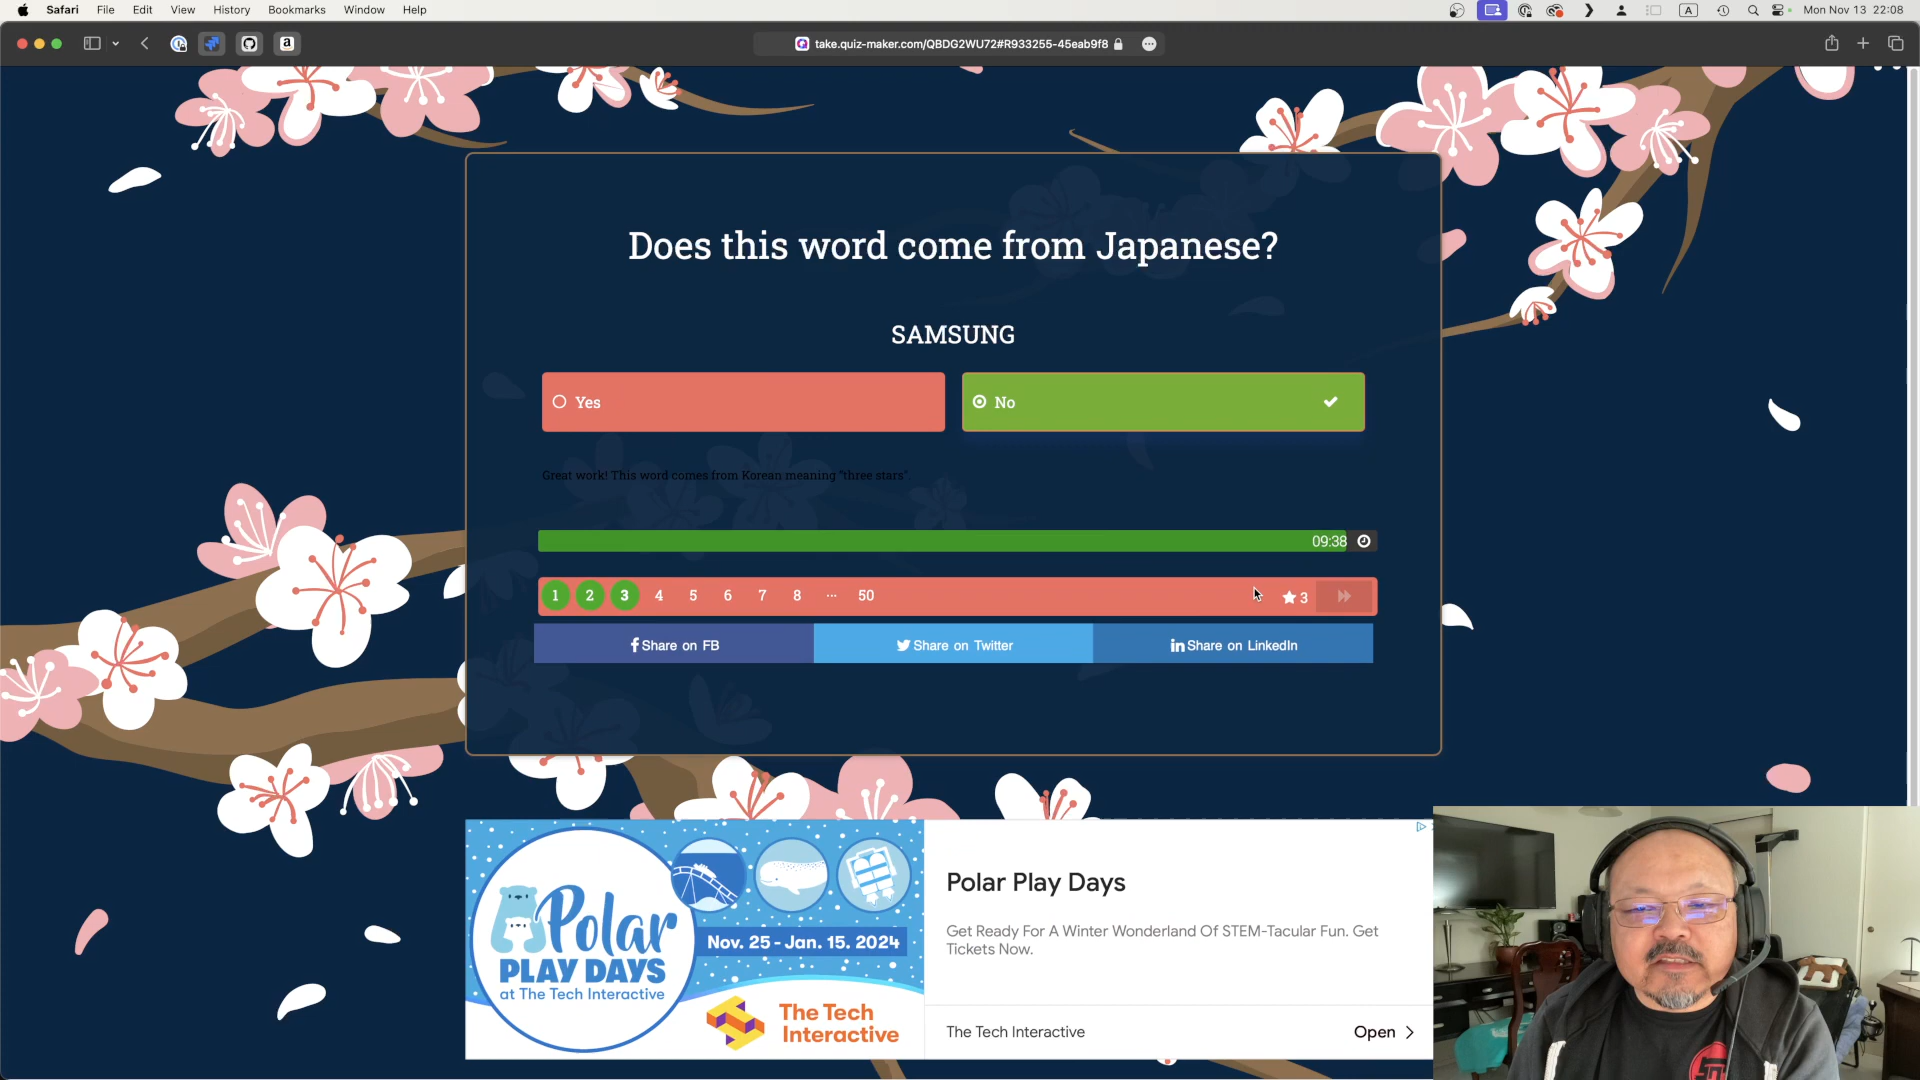 Safari File Edit View History Bookmarks Window Help
A
Mon Nov 13 22:08
a
take.quiz-maker.com/QBDG2WU72#R933255-45eab9f8
Does this word come from Japanese?
SAMSUNG
Yes
No
Great work! This word comes from Korean meaning "three stars".
09:38
1 2 3 4 5 6 7 8 ... 50
3
Share on FB
Share on Twitter
in Share on LinkedIn
Polar
PLAY DAYS
at The Tech Interactive
Nov. 25 - Jan. 15. 2024
The Tech
Interactive
Polar Play Days
Get Ready For A Winter Wonderland Of STEM-Tacular Fun. Get
Tickets Now.
The Tech Interactive
Open